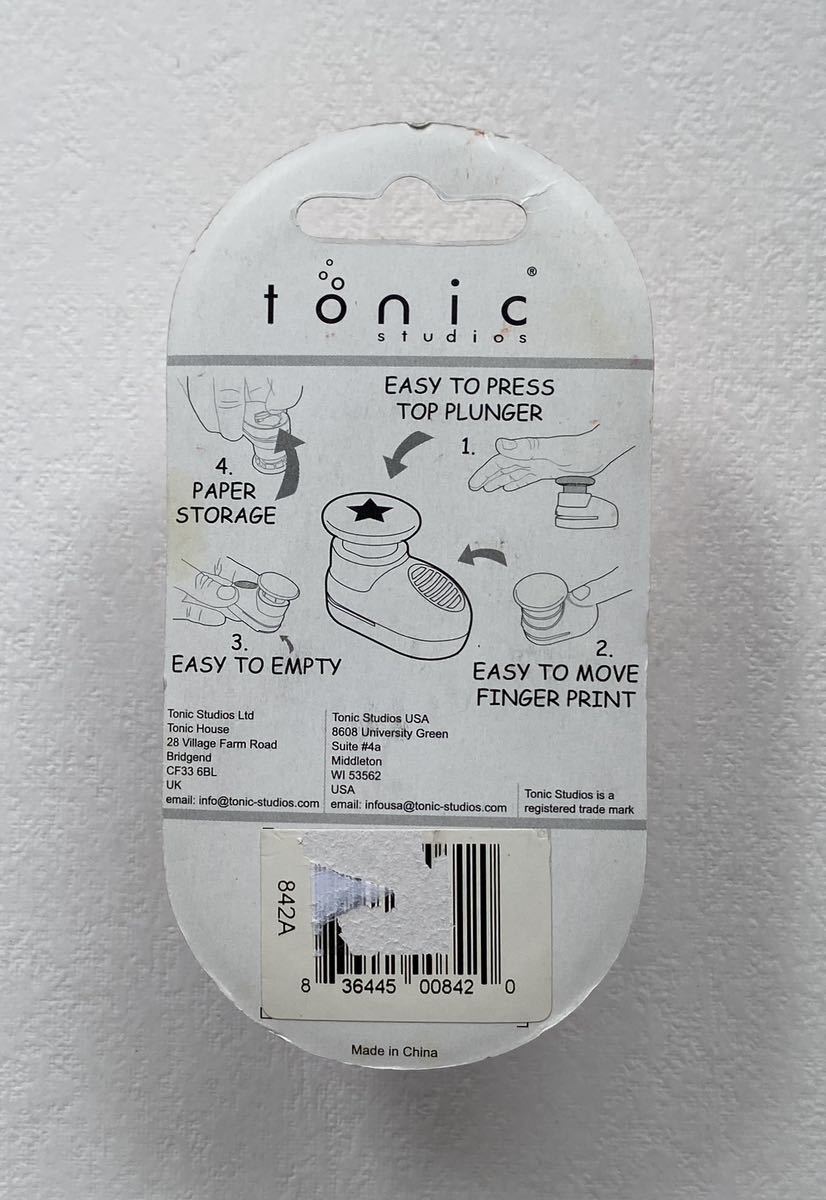 tonic®
studios
EASY TO PRESS
TOP PLUNGER
1.
4.
PAPER
STORAGE
3.
EASY TO EMPTY
2.
EASY TO MOVE
FINGER PRINT
Tonic Studios Ltd
Tonic House
28 Village Farm Road
Bridgend
CF33 6BL
UK
email: info@tonic-studios.com
Tonic Studios USA
8608 University Green
Suite #4a
Middleton
WI 53562
USA
email: infousa@tonic-studios.com
Tonic Studios is a
registered trade mark
842A
8 36445 00842 0
Made in China